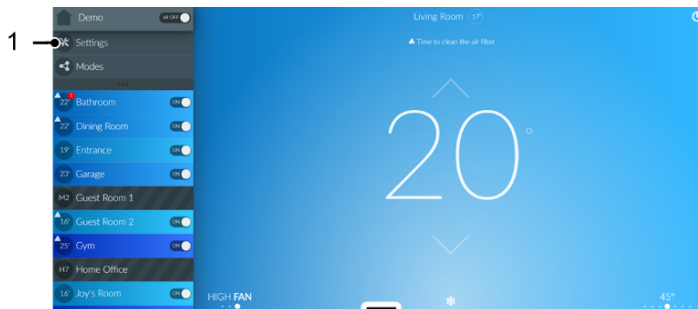 1
Demo All OFF
Settings
Modes
22° Bathroom ON
22° Dining Room ON
19° Entrance ON
23° Garage ON
M2 Guest Room 1
16° Guest Room 2 ON
25° Gym ON
H7 Home Office
16° Joy's Room ON
Living Room 17°
Time to clean the air filter
20°
HIGH FAN
45°